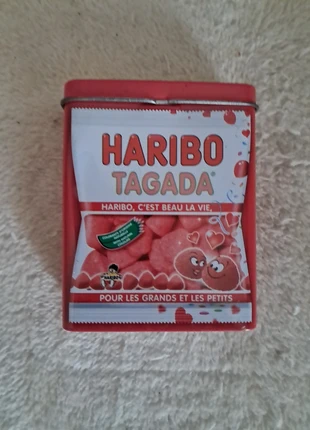 HARIBO
TAGADA®
HARIBO, C'EST BEAU LA VIE,
POUR LES GRANDS ET LES PETITS